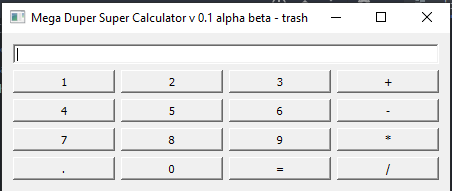 Mega Duper Super Calculator v 0.1 alpha beta - trash
1 2 3 +
4 5 6 -
7 8 9 *
. 0 = /